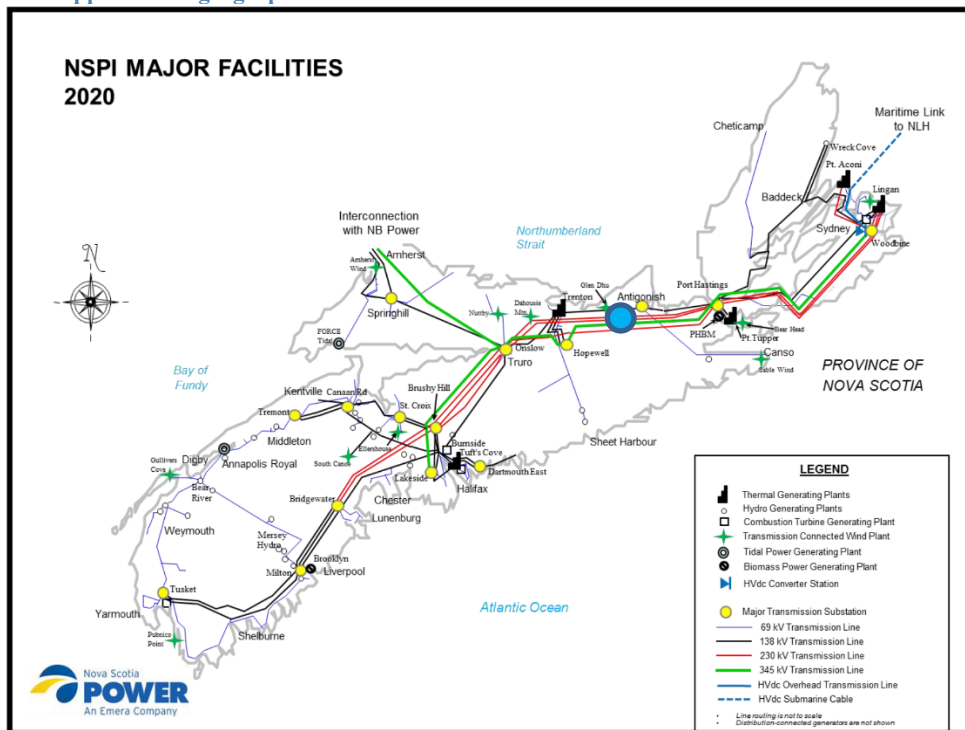 NSPI MAJOR FACILITIES
2020
Maritime Link
to NLH
Cheticamp
Wreck Cove
Pt. Aconi
Lingan
Baddeck
Sydney
Woodbine
Interconnection
with NB Power
Northumberland
Strait
Amherst
Amherst
Wind
Springhill
Glen Dhu
Trenton
Antigonish
Port Hastings
Nuttby
Dahousie
Mtn
PHBM
Pt.Tupper
Bear Head
FORCE
Tidal
Onslow
Truro
Hopewell
Canso
Sable Wind
PROVINCE OF
NOVA SCOTIA
Bay of
Fundy
Kentville
Canaan Rd
Brushy Hill
St. Croix
Tremont
Middleton
Ellershouse
Burnside
Tuft's Cove
Sheet Harbour
Digby
Annapolis Royal
South Canoe
Gullivers
Cove
Bear
River
Lakeside
Halifax
Dartmouth East
Chester
Bridgewater
Lunenburg
Weymouth
Mersey
Hydro
Brooklyn
Milton
Liverpool
Tusket
Yarmouth
Atlantic Ocean
Pubnico
Point
Shelburne
Nova Scotia
POWER
An Emera Company
LEGEND
Thermal Generating Plants
Hydro Generating Plants
Combustion Turbine Generating Plant
Transmission Connected Wind Plant
Tidal Power Generating Plant
Biomass Power Generating Plant
HVdc Converter Station
Major Transmission Substation
69 kV Transmission Line
138 kV Transmission Line
230 kV Transmission Line
345 kV Transmission Line
HVdc Overhead Transmission Line
HVdc Submarine Cable
• Line routing is not to scale
• Distribution-connected generators are not shown
N